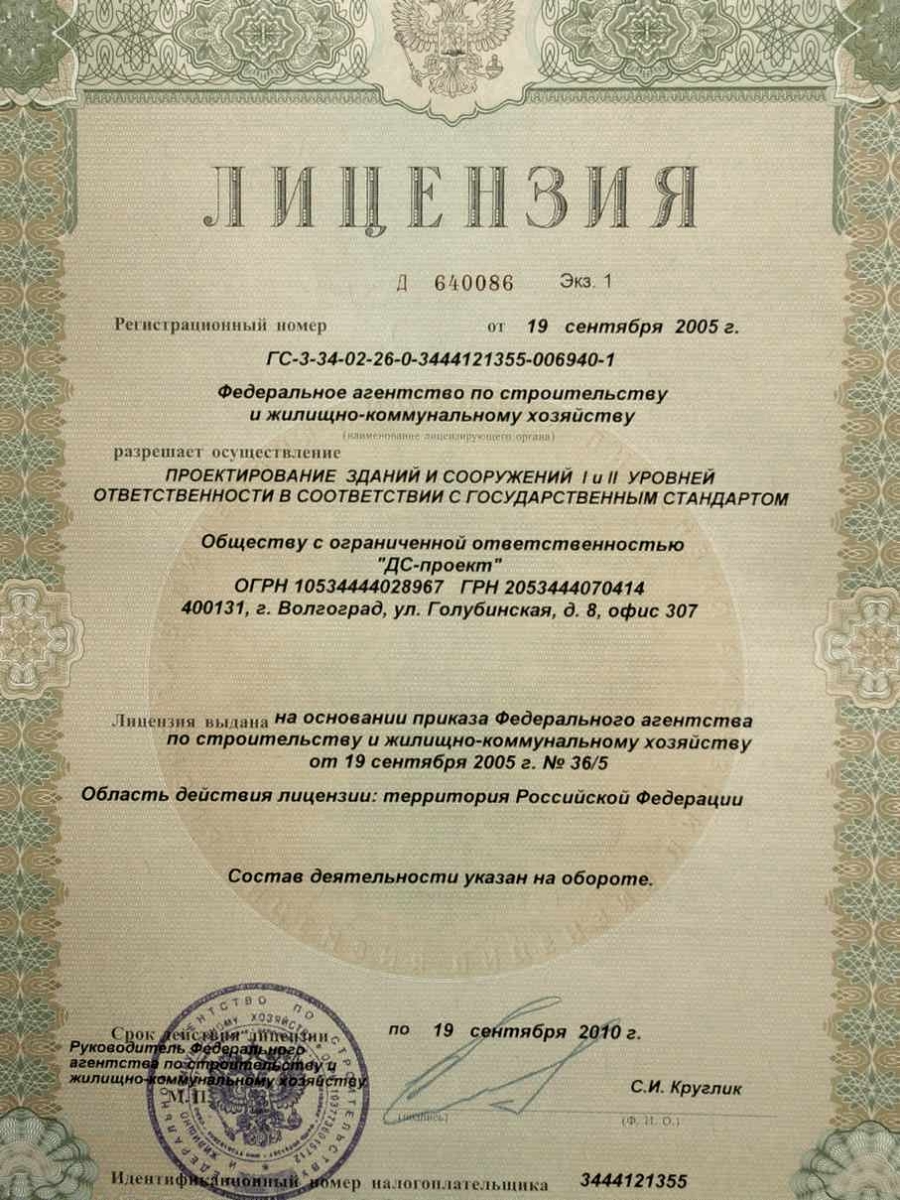 ЛИЦЕНЗИЯ
Д 640086 Экз. 1
Регистрационный номер от 19 сентября 2005 г.
ГС-3-34-02-26-0-3444121355-006940-1
Федеральное агентство по строительству
и жилищно-коммунальному хозяйству
(наименование лицензирующего органа)
разрешает осуществление
ПРОЕКТИРОВАНИЕ ЗДАНИЙ И СООРУЖЕНИЙ I и II УРОВНЕЙ
ОТВЕТСТВЕННОСТИ В СООТВЕТСТВИИ С ГОСУДАРСТВЕННЫМ СТАНДАРТОМ
Обществу с ограниченной ответственностью
"ДС-проект"
ОГРН 10534444028967 ГРН 2053444070414
400131, г. Волгоград, ул. Голубинская, д. 8, офис 307
Лицензия выдана на основании приказа Федерального агентства
по строительству и жилищно-коммунальному хозяйству
от 19 сентября 2005 г. № 36/5
Область действия лицензии: территория Российской Федерации
Состав деятельности указан на обороте.
Срок действия лицензии по 19 сентября 2010 г.
Руководитель Федерального
агентства по строительству и
жилищно-коммунальному хозяйству
С.И. Круглик
М.П.
(подпись) (Ф. И. О.)
Идентификационный номер налогоплательщика 3444121355